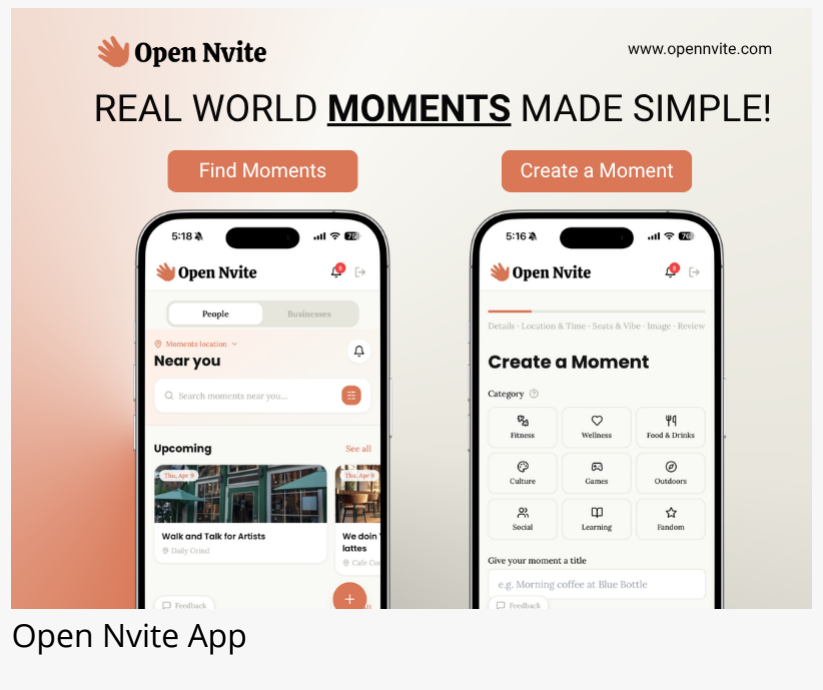 Open Nvite
www.opennvite.com
REAL WORLD MOMENTS MADE SIMPLE!
Find Moments
Create a Moment
5:18
Open Nvite
People
Businesses
Moments location
Near you
Search moments near you...
Upcoming
See all
Thu, Apr 9
Walk and Talk for Artists
Daily Grind
Thu, Apr 9
We doin
lattes
Cafe
Feedback
+
5:16
Open Nvite
Details · Location & Time · Seats & Vibe · Image · Review
Create a Moment
Category
Fitness
Wellness
Food & Drinks
Culture
Games
Outdoors
Social
Learning
Fandom
Give your moment a title
e.g. Morning coffee at Blue Bottle
Feedback
Open Nvite App